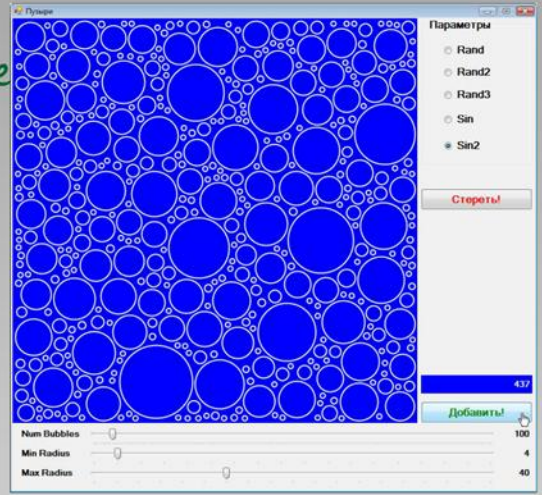 Пузыри
Параметры
Rand
Rand2
Rand3
Sin
Sin2
Стереть!
437
Добавить!
Num Bubbles 100
Min Radius 4
Max Radius 40